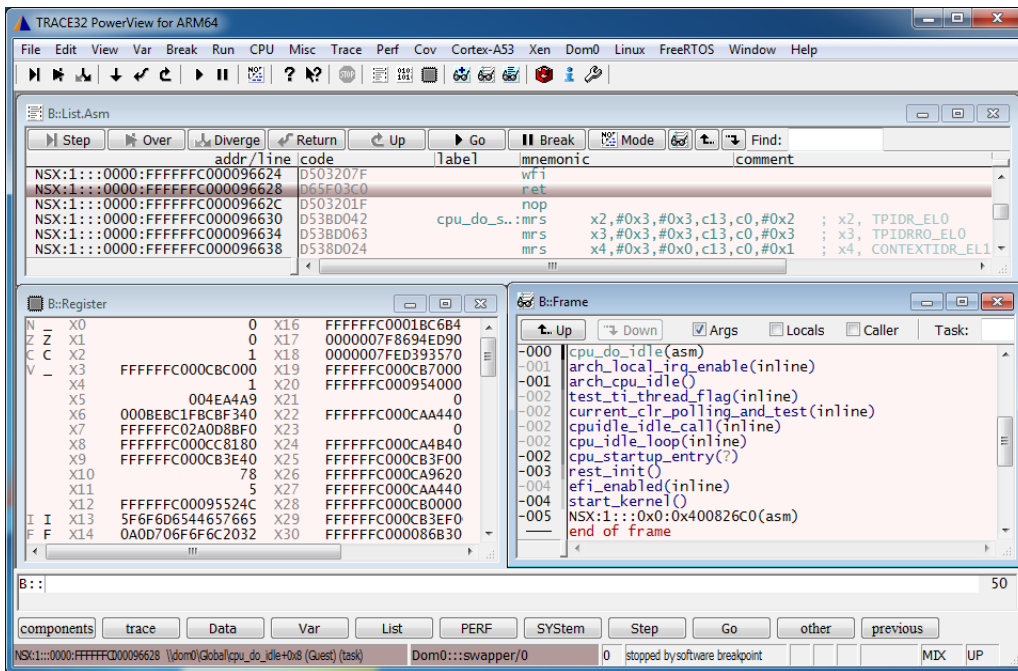 TRACE32 PowerView for ARM64
File Edit View Var Break Run CPU Misc Trace Perf Cov Cortex-A53 Xen Dom0 Linux FreeRTOS Window Help
B::List.Asm
Step Over Diverge Return Up Go Break Mode Find:
addr/line code label mnemonic comment
NSX:1:::0000:FFFFFFC000096624 D503207F wfi
NSX:1:::0000:FFFFFFC000096628 D65F03C0 ret
NSX:1:::0000:FFFFFFC00009662C D503201F nop
NSX:1:::0000:FFFFFFC000096630 D53BD042 cpu_do_s..:mrs x2,#0x3,#0x3,c13,c0,#0x2 ; x2, TPIDR_EL0
NSX:1:::0000:FFFFFFC000096634 D53BD063 mrs x3,#0x3,#0x3,c13,c0,#0x3 ; x3, TPIDRRO_EL0
NSX:1:::0000:FFFFFFC000096638 D538D024 mrs x4,#0x3,#0x0,c13,c0,#0x1 ; x4, CONTEXTIDR_EL1
B::Register
N _ X0 0 X16 FFFFFFC0001BC6B4
Z Z X1 0 X17 0000007F8694ED90
C C X2 1 X18 0000007FED393570
V _ X3 FFFFFFC000CBC000 X19 FFFFFFC000CB7000
X4 1 X20 FFFFFFC000954000
X5 004EA4A9 X21 0
X6 000BEBC1FBCBF340 X22 FFFFFFC000CAA440
X7 FFFFFFC02A0D8BF0 X23 0
X8 FFFFFFC000CC8180 X24 FFFFFFC000CA4B40
X9 FFFFFFC000CB3E40 X25 FFFFFFC000CB3F00
X10 78 X26 FFFFFFC000CA9620
X11 5 X27 FFFFFFC000CAA440
X12 FFFFFFC00095524C X28 FFFFFFC000CB0000
I I X13 5F6F6D6544657665 X29 FFFFFFC000CB3EF0
F F X14 0A0D706F6F6C2032 X30 FFFFFFC000086B30
B::Frame
Up Down Args Locals Caller Task:
-000 cpu_do_idle(asm)
-001 arch_local_irq_enable(inline)
-001 arch_cpu_idle()
-002 test_ti_thread_flag(inline)
-002 current_clr_polling_and_test(inline)
-002 cpuidle_idle_call(inline)
-002 cpu_idle_loop(inline)
-002 cpu_startup_entry(?)
-003 rest_init()
-004 efi_enabled(inline)
-004 start_kernel()
-005 NSX:1:::0x0:0x400826C0(asm)
end of frame
B:: 50
components trace Data Var List PERF SYStem Step Go other previous
NSX:1:::0000:FFFFFFC000096628 \\dom0\Global\cpu_do_idle+0x8 (Guest) (task) Dom0:::swapper/0 0 stopped by software breakpoint MIX UP